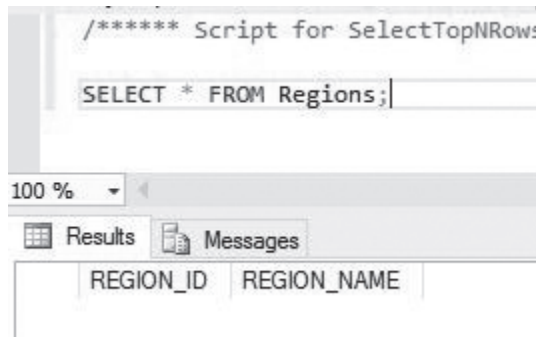 /****** Script for SelectTopNRows
SELECT * FROM Regions;
100 %
Results Messages
REGION_ID REGION_NAME